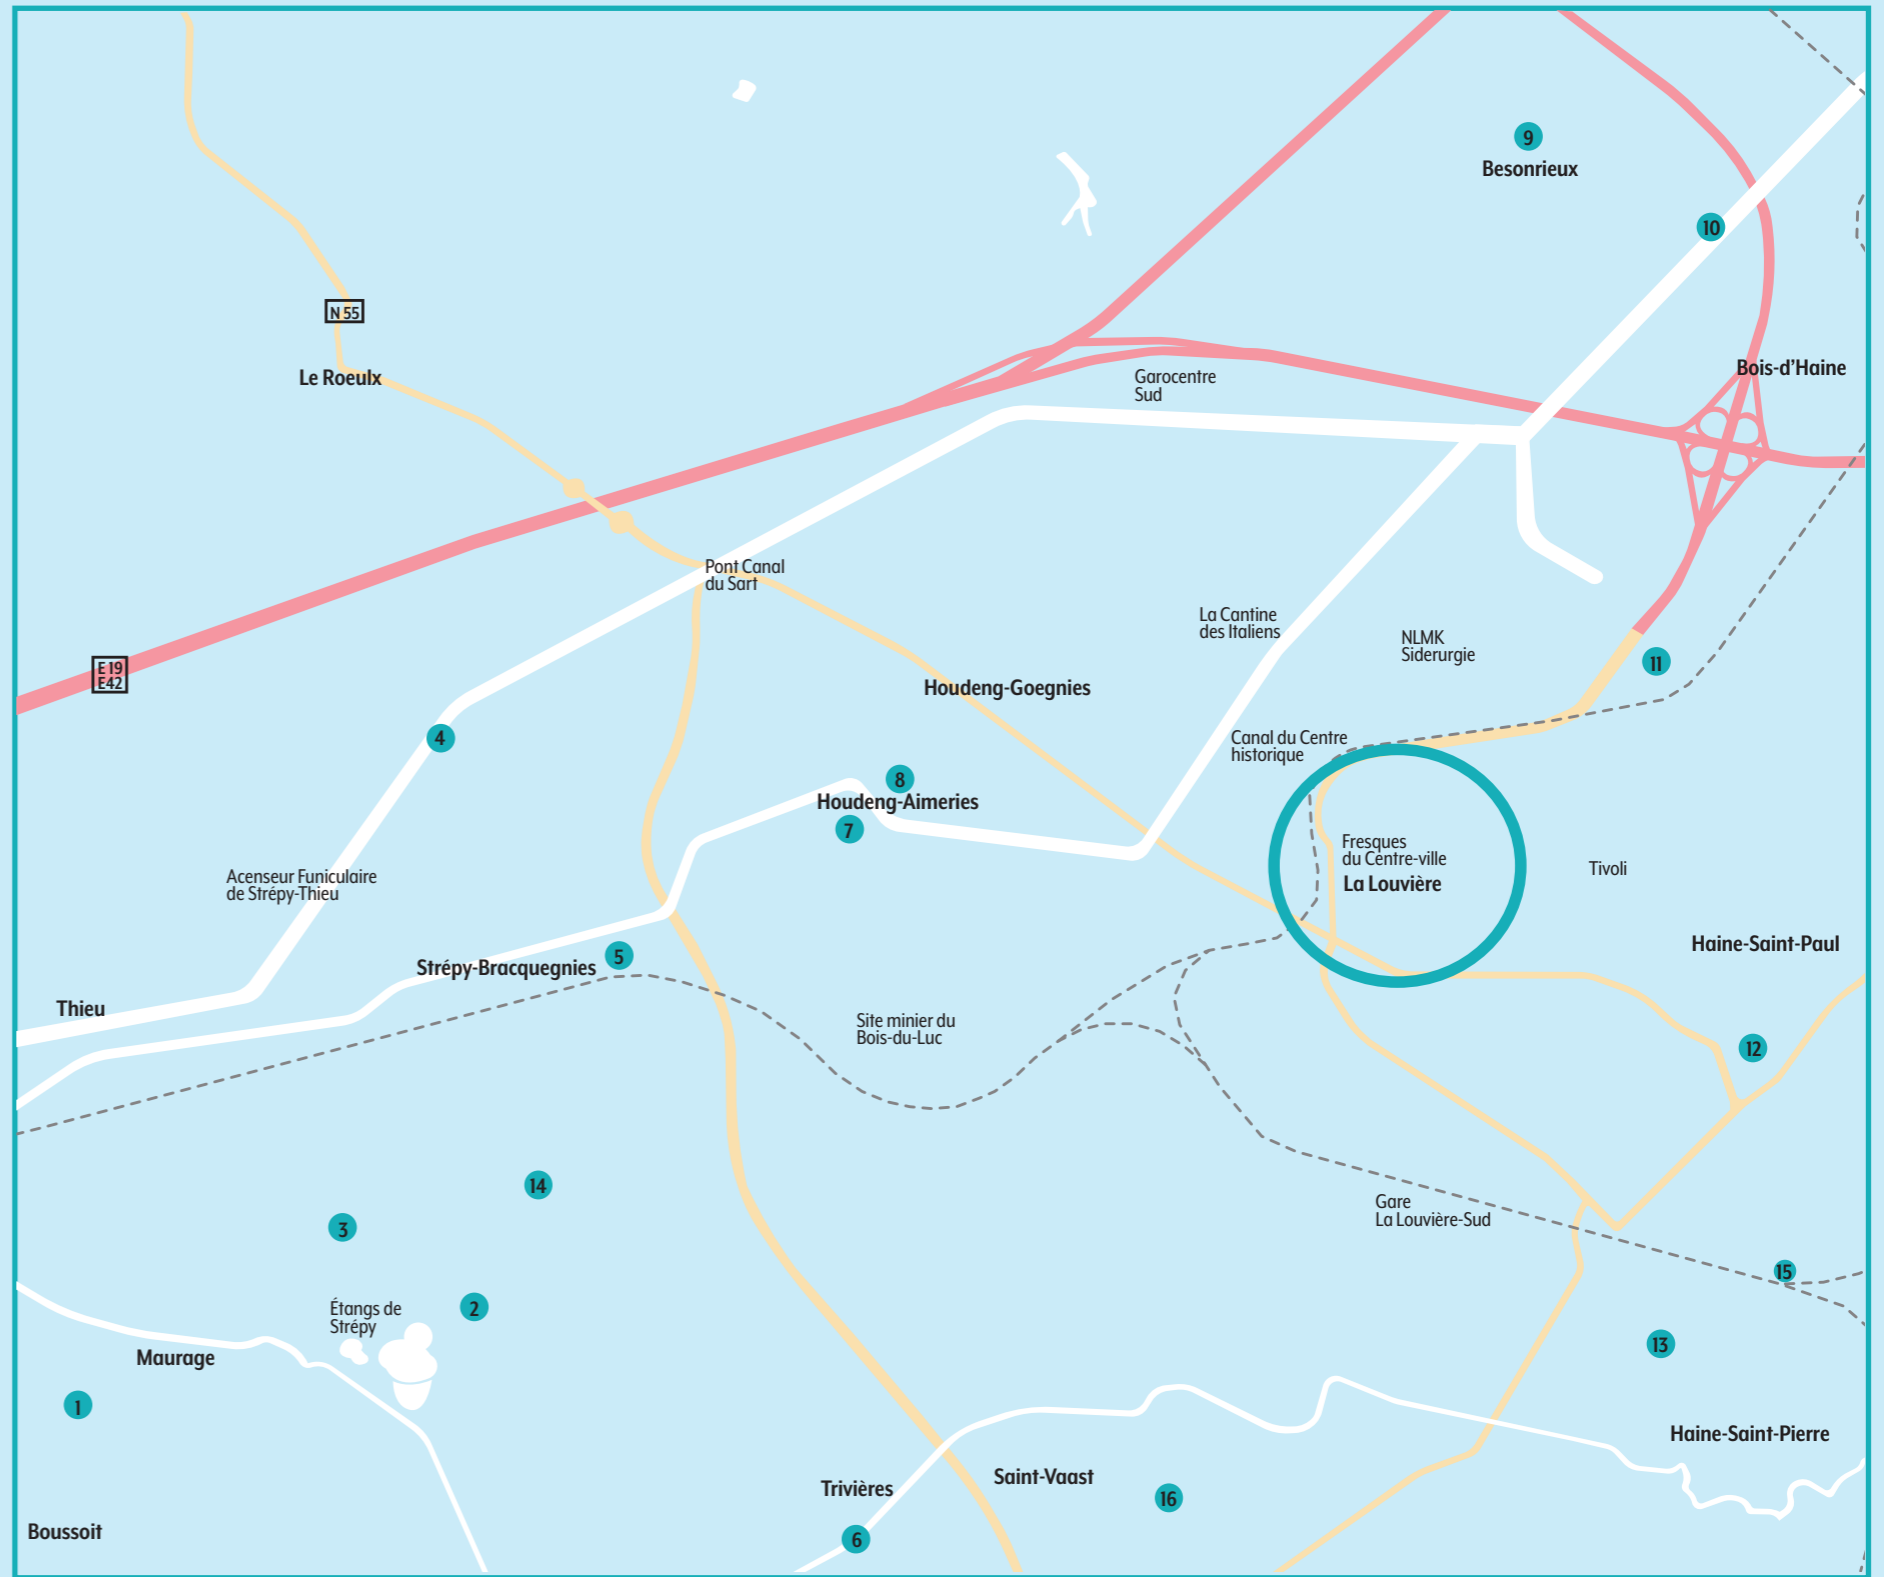 9
Besonrieux
10
N 55
Le Roeulx
Bois-d'Haine
Garocentre
Sud
Pont Canal
du Sart
La Cantine
des Italiens
NLMK
Siderurgie
11
E 19
E42
Houdeng-Goegnies
4
Canal du Centre
historique
8
Houdeng-Aimeries
7
Fresques
du Centre-ville
La Louvière
Tivoli
Acenseur Funiculaire
de Strépy-Thieu
Haine-Saint-Paul
5
Strépy-Bracquegnies
Thieu
Site minier du
Bois-du-Luc
12
14
3
Gare
La Louvière-Sud
15
2
Étangs de
Strépy
13
Maurage
1
Haine-Saint-Pierre
Saint-Vaast
Trivières
16
Boussoit
6